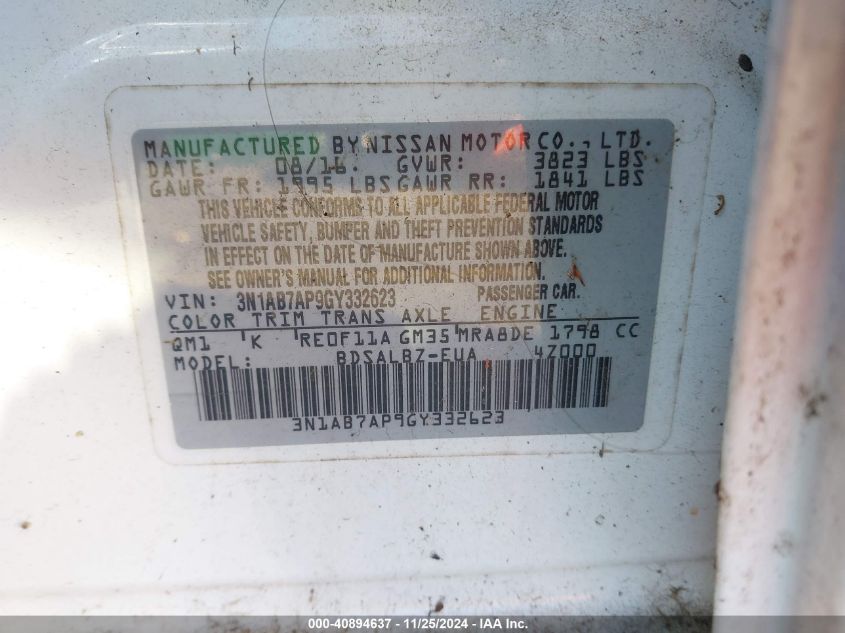 MANUFACTURED BY NISSAN MOTOR CO., LTD.
DATE: 08/16. GVWR: 3823 LBS
GAWR FR: 1995 LBS GAWR RR: 1841 LBS
THIS VEHICLE CONFORMS TO ALL APPLICABLE FEDERAL MOTOR
VEHICLE SAFETY, BUMPER AND THEFT PREVENTION STANDARDS
IN EFFECT ON THE DATE OF MANUFACTURE SHOWN ABOVE.
SEE OWNER'S MANUAL FOR ADDITIONAL INFORMATION.
VIN: 3N1AB7AP9GY332623 PASSENGER CAR.
COLOR TRIM TRANS AXLE ENGINE
QM1 K RE0F11A GM35 MRA8DE 1798 CC
MODEL: BDSALBZ-EUA 4Z000
3N1AB7AP9GY332623
000-40894637 - 11/25/2024 - IAA Inc.